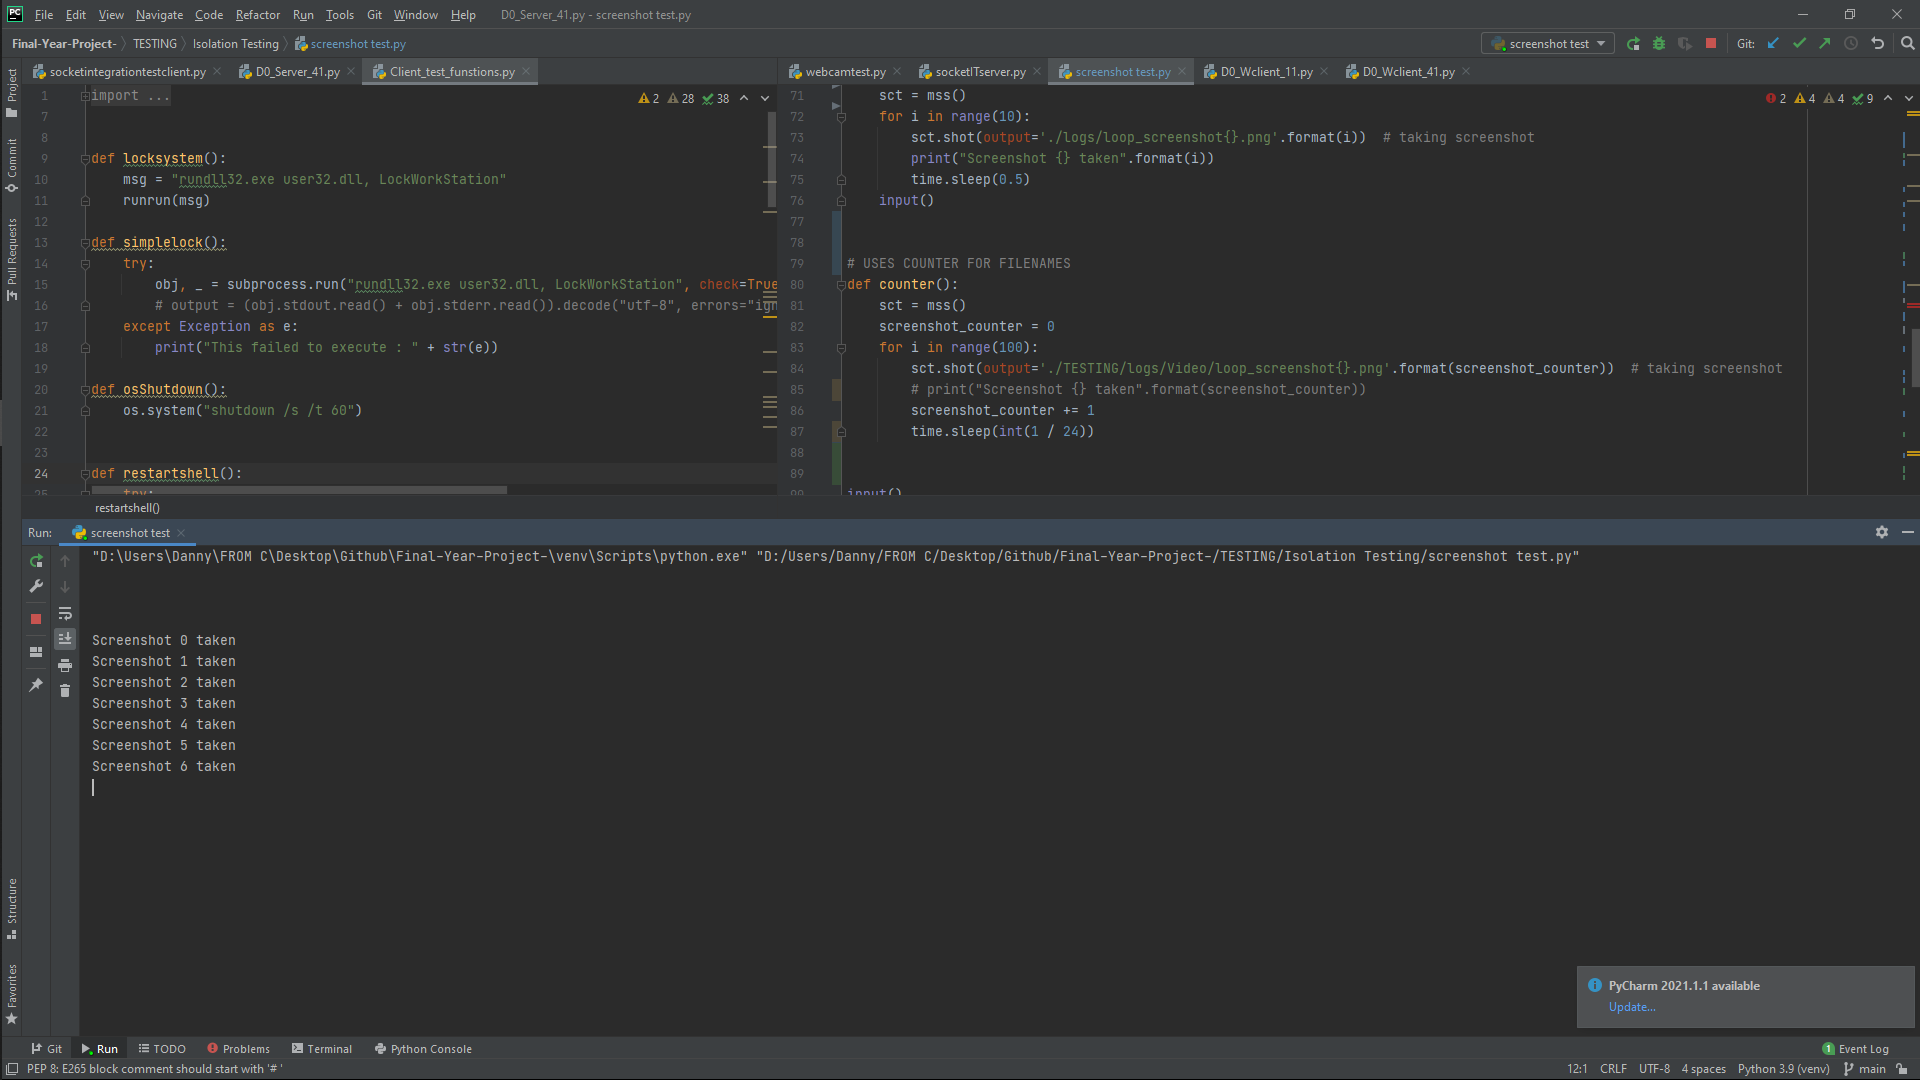 PC File Edit View Navigate Code Refactor Run Tools Git Window Help D0_Server_41.py - screenshot test.py
Final-Year-Project- TESTING Isolation Testing screenshot test.py screenshot test Git:
socketintegrationtestclient.py D0_Server_41.py Client_test_funstions.py webcamtest.py socketITserver.py screenshot test.py D0_Wclient_11.py D0_Wclient_41.py
Project
Commit
Pull Requests
Structure
Favorites
2 28 38
1 import ...
7
8
9 def locksystem():
10 msg = "rundll32.exe user32.dll, LockWorkStation"
11 runrun(msg)
12
13 def simplelock():
14 try:
15 obj, _ = subprocess.run("rundll32.exe user32.dll, LockWorkStation", check=True
16 # output = (obj.stdout.read() + obj.stderr.read()).decode("utf-8", errors="ign
17 except Exception as e:
18 print("This failed to execute : " + str(e))
19
20 def osShutdown():
21 os.system("shutdown /s /t 60")
22
23
24 def restartshell():
25 try:
restartshell()
2 4 4 9
71 sct = mss()
72 for i in range(10):
73 sct.shot(output='./logs/loop_screenshot{}.png'.format(i)) # taking screenshot
74 print("Screenshot {} taken".format(i))
75 time.sleep(0.5)
76 input()
77
78
79 # USES COUNTER FOR FILENAMES
80 def counter():
81 sct = mss()
82 screenshot_counter = 0
83 for i in range(100):
84 sct.shot(output='./TESTING/logs/Video/loop_screenshot{}.png'.format(screenshot_counter)) # taking screenshot
85 # print("Screenshot {} taken".format(screenshot_counter))
86 screenshot_counter += 1
87 time.sleep(int(1 / 24))
88
89
90 input()
Run: screenshot test
"D:\Users\Danny\FROM C\Desktop\Github\Final-Year-Project-\venv\Scripts\python.exe" "D:/Users/Danny/FROM C/Desktop/Github/Final-Year-Project-/TESTING/Isolation Testing/screenshot test.py"
Screenshot 0 taken
Screenshot 1 taken
Screenshot 2 taken
Screenshot 3 taken
Screenshot 4 taken
Screenshot 5 taken
Screenshot 6 taken
PyCharm 2021.1.1 available
Update...
Git Run TODO Problems Terminal Python Console 1 Event Log
PEP 8: E265 block comment should start with '# ' 12:1 CRLF UTF-8 4 spaces Python 3.9 (venv) main